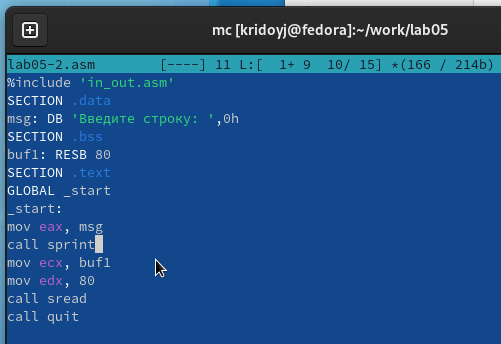 mc [kridoyj@fedora]:~/work/lab05
lab05-2.asm [----] 11 L:[ 1+ 9 10/ 15] *(166 / 214b)
%include 'in_out.asm'
SECTION .data
msg: DB 'Введите строку: ',0h
SECTION .bss
buf1: RESB 80
SECTION .text
GLOBAL _start
_start:
mov eax, msg
call sprint
mov ecx, buf1
mov edx, 80
call sread
call quit